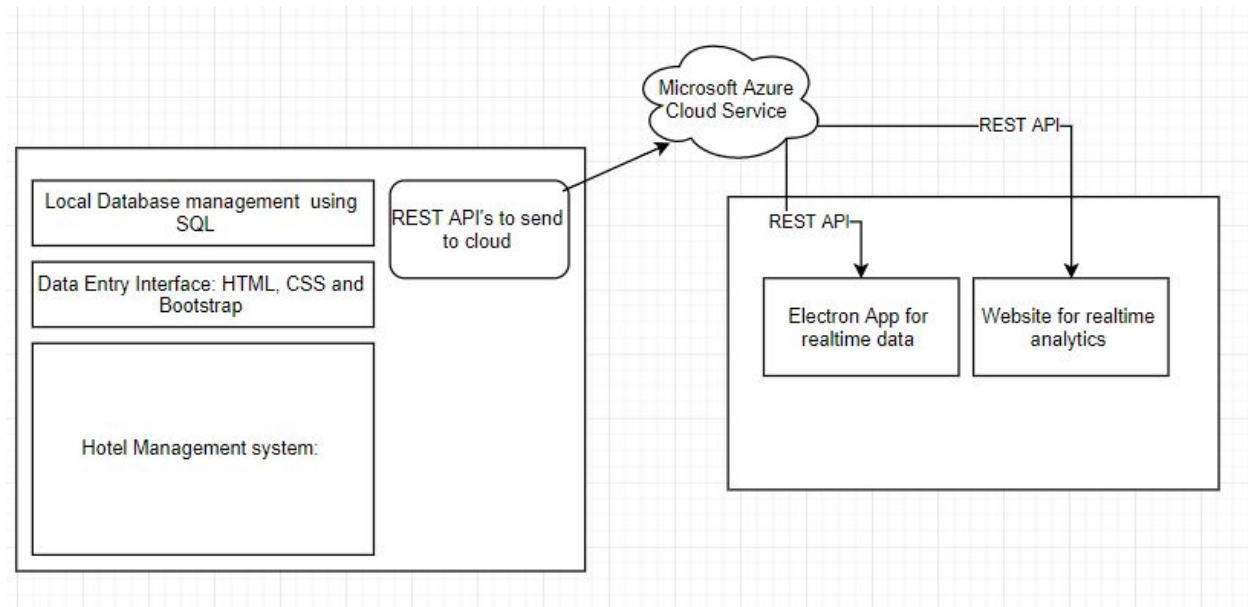 Microsoft Azure
Cloud Service
REST API
Local Database management using
SQL
REST API's to send
to cloud
REST API
Data Entry Interface: HTML, CSS and
Bootstrap
Electron App for
realtime data
Website for realtime
analytics
Hotel Management system: